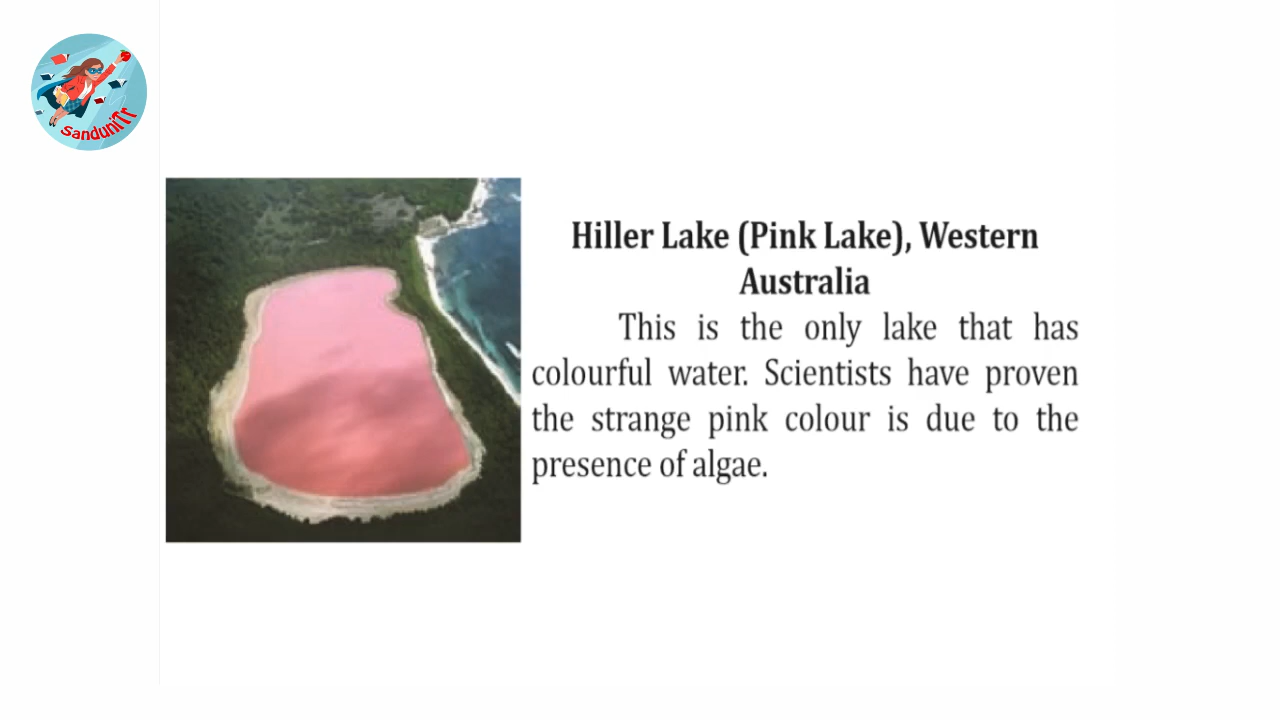 SanduniTr
Hiller Lake (Pink Lake), Western
Australia
This is the only lake that has
colourful water. Scientists have proven
the strange pink colour is due to the
presence of algae.